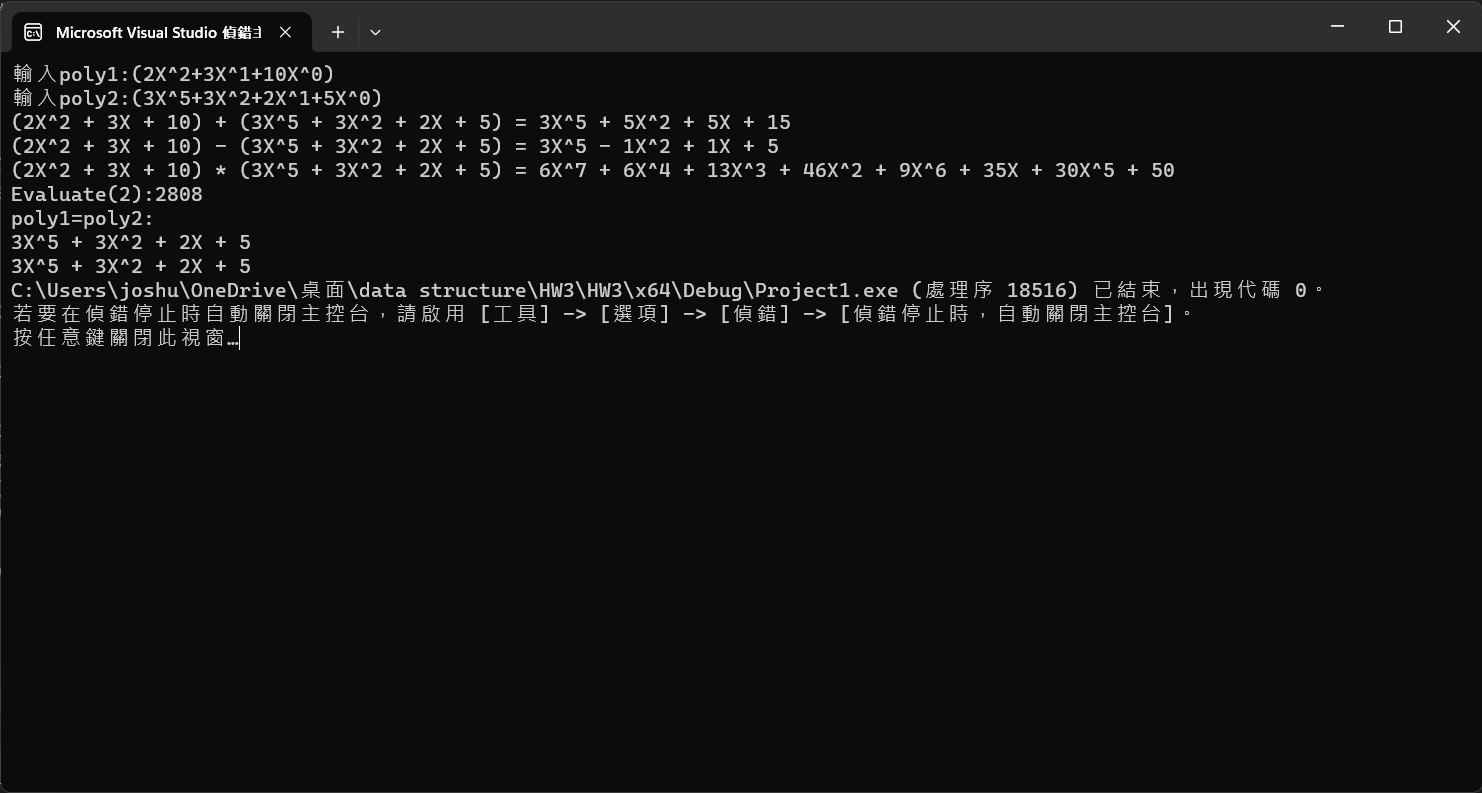 Microsoft Visual Studio 偵錯主
輸入poly1:(2X^2+3X^1+10X^0)
輸入poly2:(3X^5+3X^2+2X^1+5X^0)
(2X^2 + 3X + 10) + (3X^5 + 3X^2 + 2X + 5) = 3X^5 + 5X^2 + 5X + 15
(2X^2 + 3X + 10) - (3X^5 + 3X^2 + 2X + 5) = 3X^5 - 1X^2 + 1X + 5
(2X^2 + 3X + 10) * (3X^5 + 3X^2 + 2X + 5) = 6X^7 + 6X^4 + 13X^3 + 46X^2 + 9X^6 + 35X + 30X^5 + 50
Evaluate(2):2808
poly1=poly2:
3X^5 + 3X^2 + 2X + 5
3X^5 + 3X^2 + 2X + 5
C:\Users\joshu\OneDrive\桌面\data structure\HW3\HW3\x64\Debug\Project1.exe (處理序 18516) 已結束，出現代碼 0。
若要在偵錯停止時自動關閉主控台，請啟用 [工具] -> [選項] -> [偵錯] -> [偵錯停止時，自動關閉主控台]。
按任意鍵關閉此視窗…